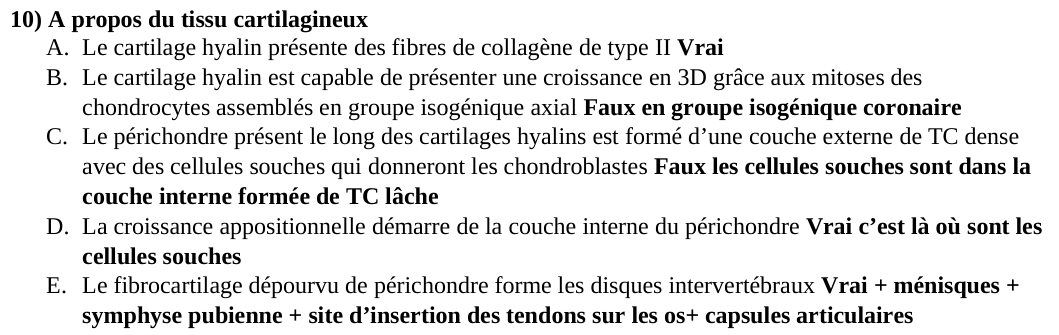 10) A propos du tissu cartilagineux
A. Le cartilage hyalin présente des fibres de collagène de type II Vrai
B. Le cartilage hyalin est capable de présenter une croissance en 3D grâce aux mitoses des
chondrocytes assemblés en groupe isogénique axial Faux en groupe isogénique coronaire
C. Le périchondre présent le long des cartilages hyalins est formé d’une couche externe de TC dense
avec des cellules souches qui donneront les chondroblastes Faux les cellules souches sont dans la
couche interne formée de TC lâche
D. La croissance appositionnelle démarre de la couche interne du périchondre Vrai c’est là où sont les
cellules souches
E. Le fibrocartilage dépourvu de périchondre forme les disques intervertébraux Vrai + ménisques +
symphyse pubienne + site d’insertion des tendons sur les os+ capsules articulaires